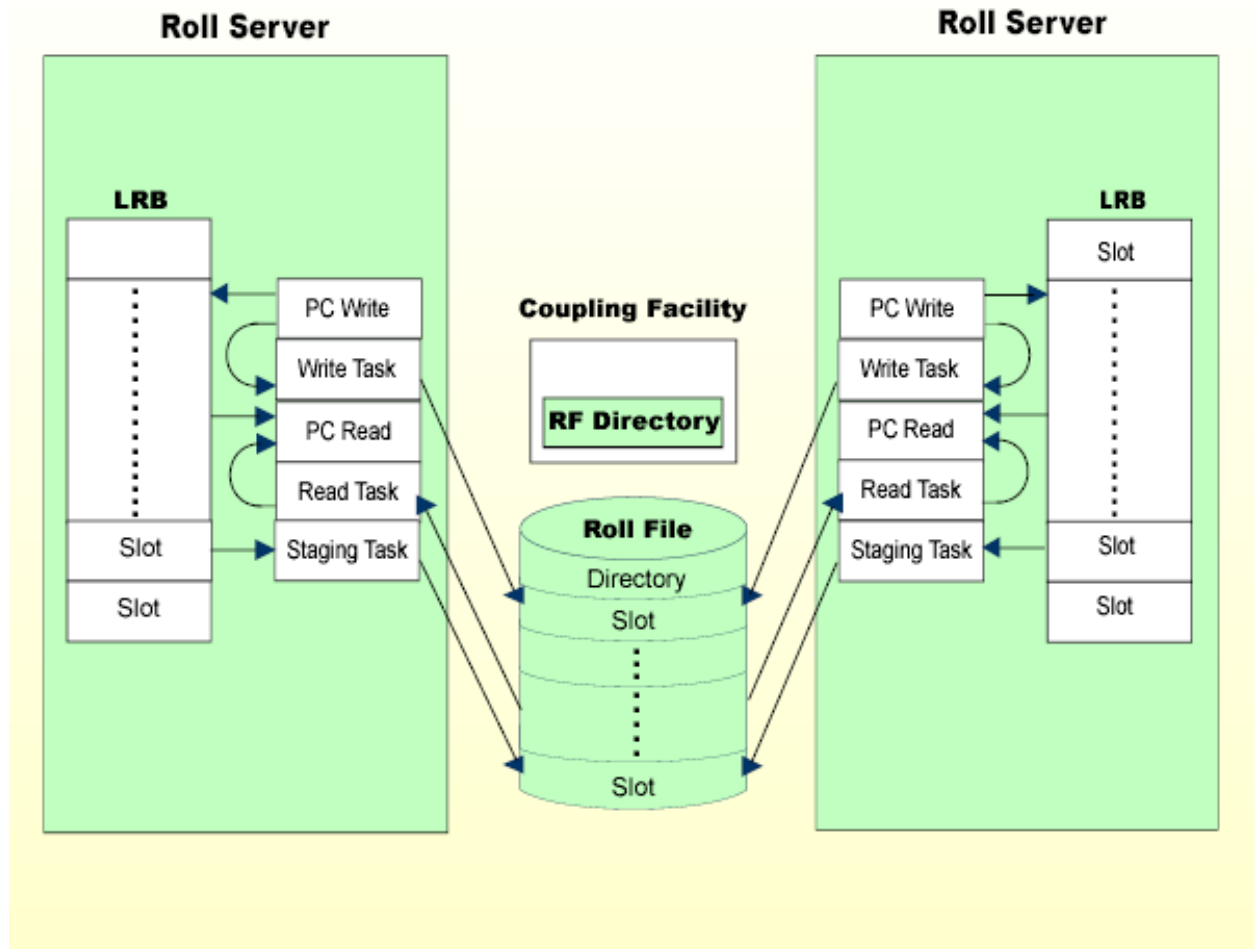 Roll Server
LRB
PC Write
Write Task
PC Read
Read Task
Slot
Staging Task
Slot
Coupling Facility
RF Directory
Roll File
Directory
Slot
Slot
Roll Server
LRB
Slot
PC Write
Write Task
PC Read
Read Task
Staging Task
Slot
Slot